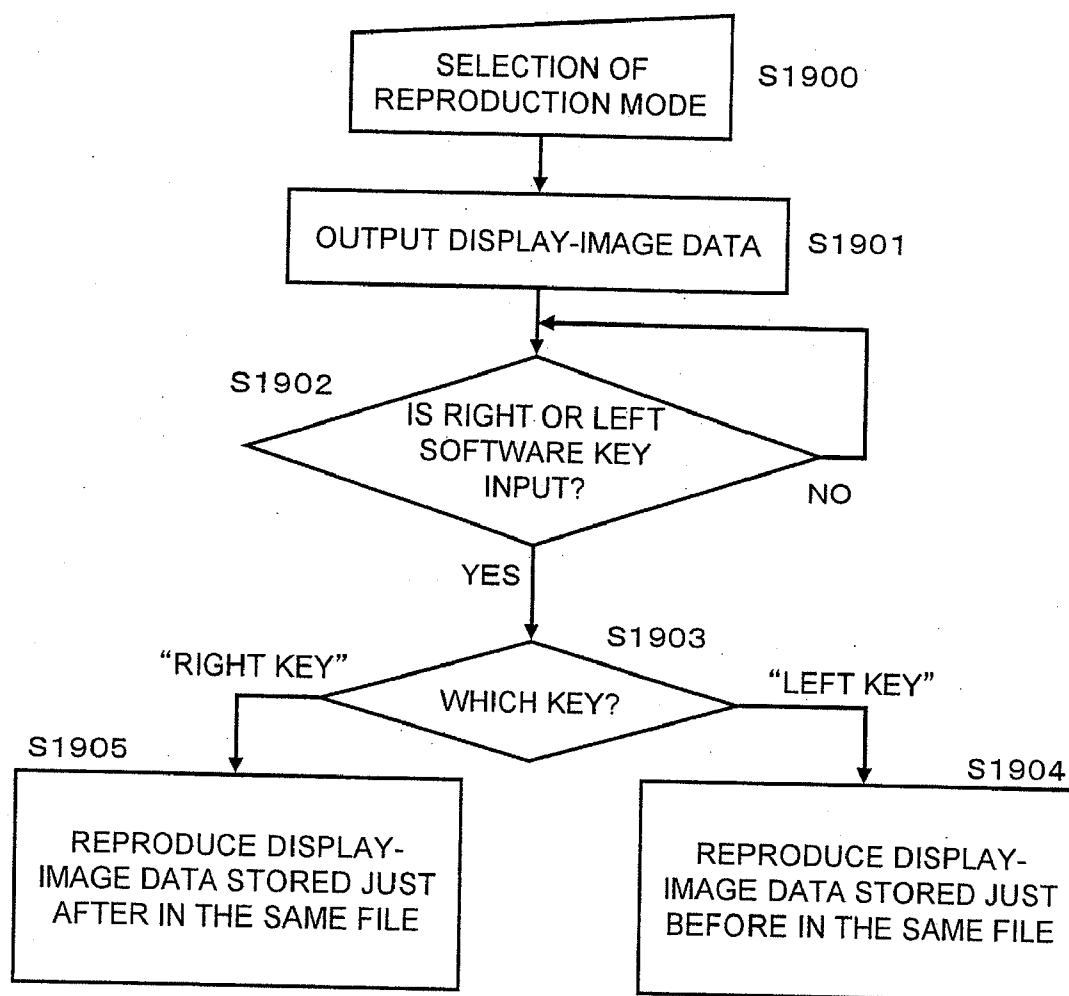 SELECTION OF
REPRODUCTION MODE
S1900
OUTPUT DISPLAY-IMAGE DATA
S1901
S1902
IS RIGHT OR LEFT
SOFTWARE KEY
INPUT?
NO
YES
S1903
“RIGHT KEY”
WHICH KEY?
“LEFT KEY”
S1905
REPRODUCE DISPLAY-
IMAGE DATA STORED JUST
AFTER IN THE SAME FILE
S1904
REPRODUCE DISPLAY-
IMAGE DATA STORED JUST
BEFORE IN THE SAME FILE